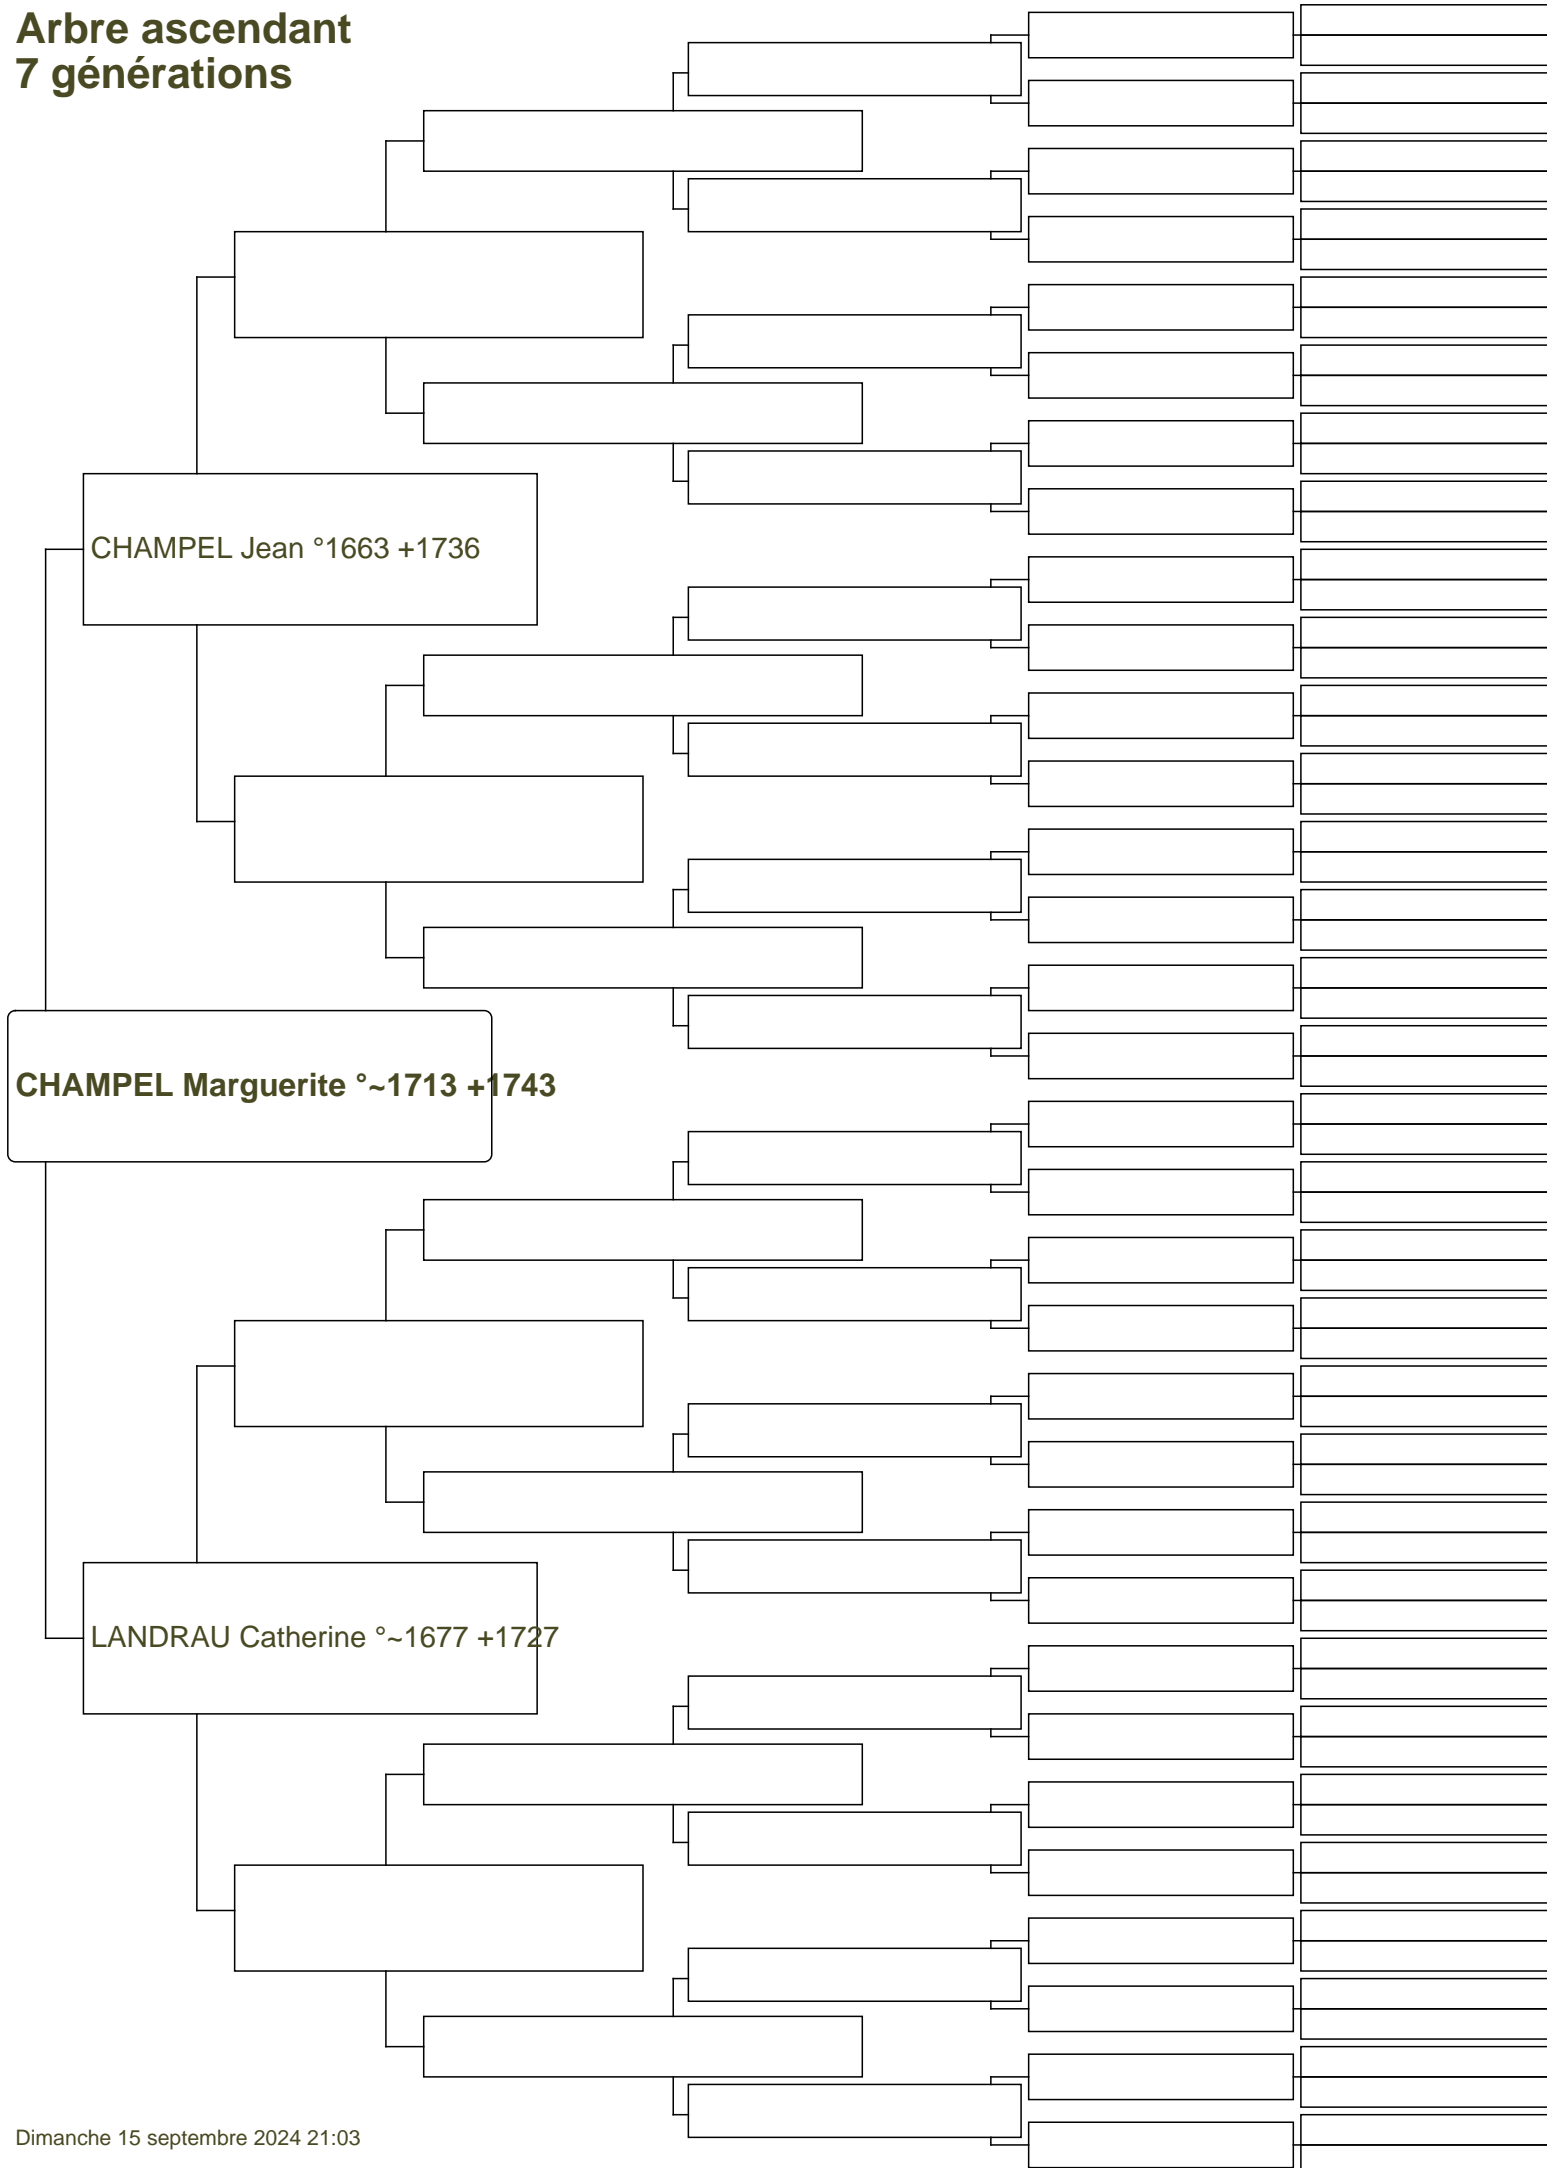 Arbre ascendant
7 générations
CHAMPEL Jean °1663 +1736
CHAMPEL Marguerite °~1713 +1743
LANDRAU Catherine °~1677 +1727
Dimanche 15 septembre 2024 21:03